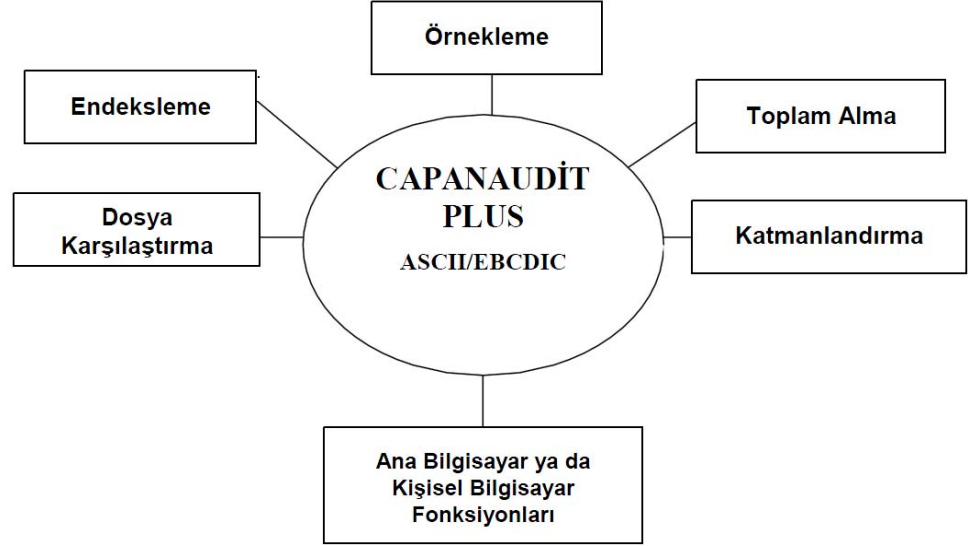 Örnekleme
Endeksleme
Toplam Alma
CAPANAUDİT
PLUS
ASCII/EBCDIC
Dosya
Karşılaştırma
Katmanlandırma
Ana Bilgisayar ya da
Kişisel Bilgisayar
Fonksiyonları